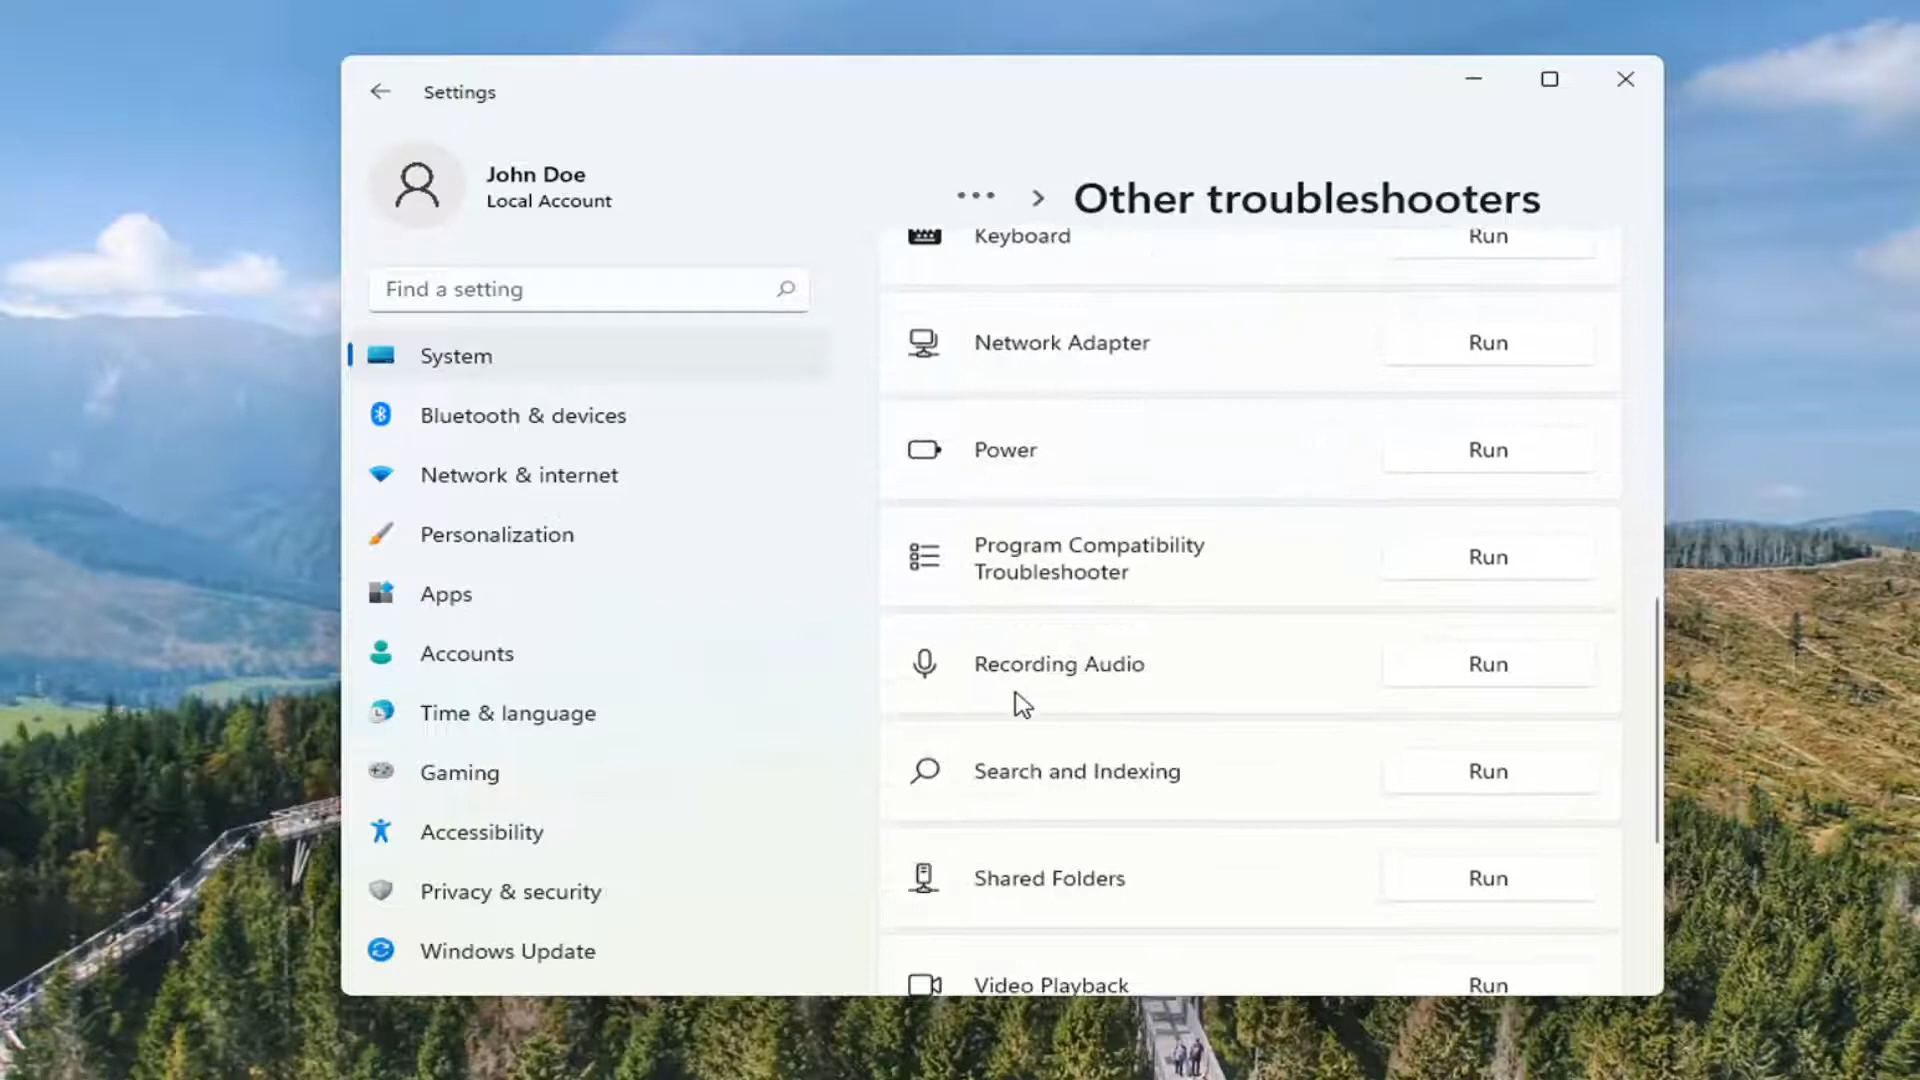 Settings
John Doe
Local Account
Find a setting
System
Bluetooth & devices
Network & internet
Personalization
Apps
Accounts
Time & language
Gaming
Accessibility
Privacy & security
Windows Update
Other troubleshooters
Keyboard Run
Network Adapter Run
Power Run
Program Compatibility
Troubleshooter Run
Recording Audio Run
Search and Indexing Run
Shared Folders Run
Video Playback Run